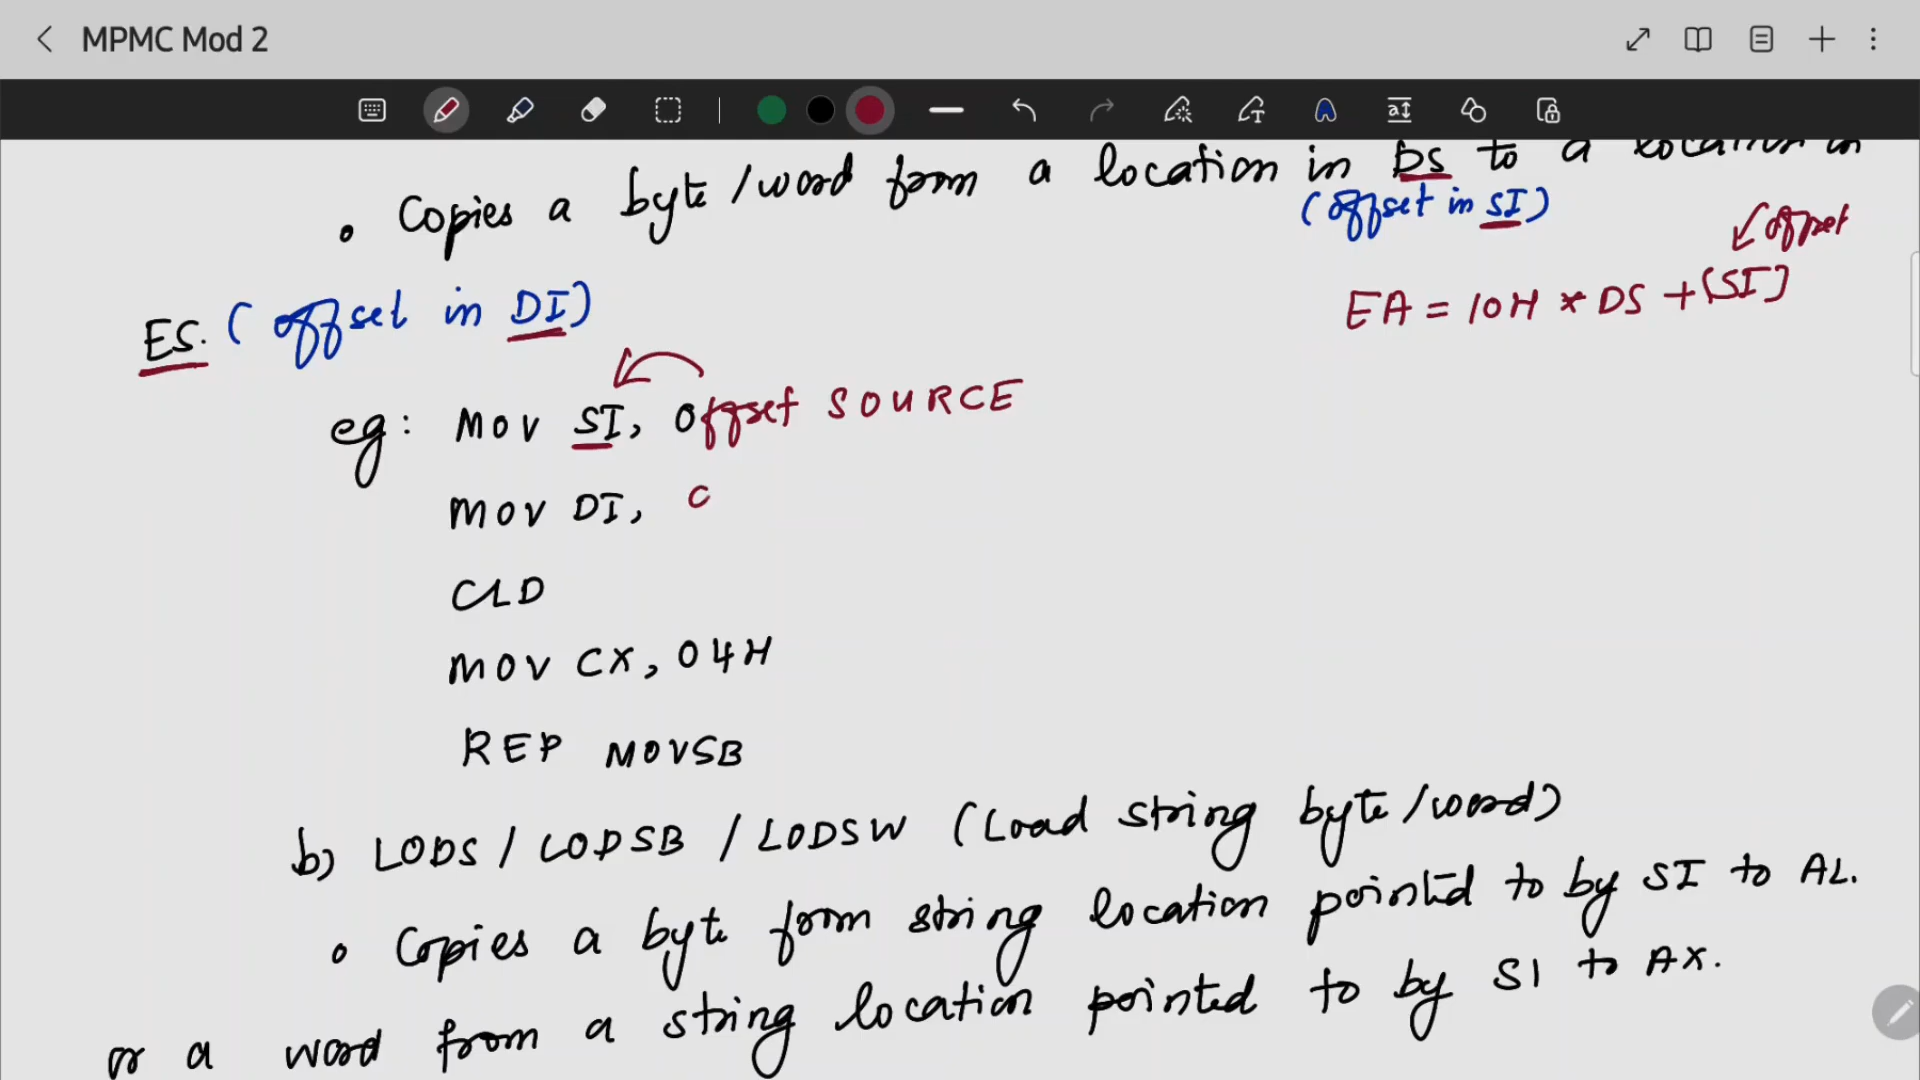 MPMC Mod 2
• Copies a byte/word from a location in DS to a location in
(offset in SI)
offset
EA = 10H * DS + [SI]
ES. (offset in DI)
eg: MOV SI, Offset SOURCE
MOV DI, O
CLD
MOV CX, 04H
REP MOVSB
b) LODS / LODSB / LODSW (Load string byte/word)
• Copies a byte from string location pointed to by SI to AL.
or a word from a string location pointed to by SI to AX.